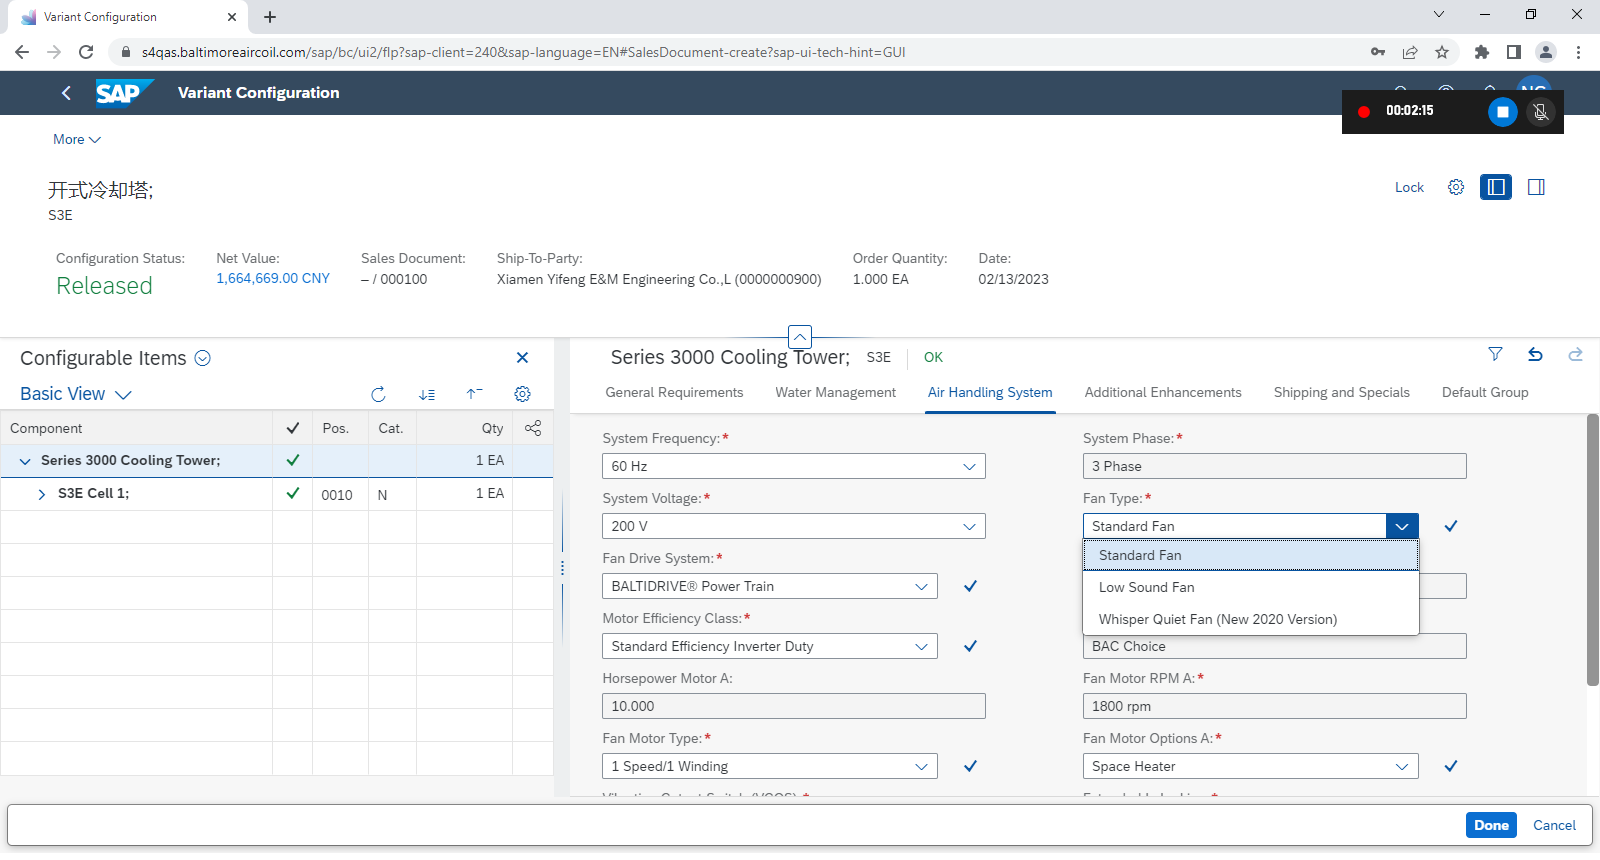 Variant Configuration
s4qas.baltimoreaircoil.com/sap/bc/ui2/flp?sap-client=240&sap-language=EN#SalesDocument-create?sap-ui-tech-hint=GUI
SAP Variant Configuration
00:02:15
More
开式冷却塔;
S3E
Lock
Configuration Status: Net Value: Sales Document: Ship-To-Party: Order Quantity: Date:
Released 1,664,669.00 CNY – / 000100 Xiamen Yifeng E&M Engineering Co.,L (0000000900) 1.000 EA 02/13/2023
Configurable Items
Series 3000 Cooling Tower; S3E OK
Basic View
General Requirements Water Management Air Handling System Additional Enhancements Shipping and Specials Default Group
Component Pos. Cat. Qty
Series 3000 Cooling Tower; 1 EA
S3E Cell 1; 0010 N 1 EA
System Frequency:* System Phase:*
60 Hz 3 Phase
System Voltage:* Fan Type:*
200 V Standard Fan
Fan Drive System:* Standard Fan
BALTIDRIVE® Power Train Low Sound Fan
Motor Efficiency Class:* Whisper Quiet Fan (New 2020 Version)
Standard Efficiency Inverter Duty BAC Choice
Horsepower Motor A: Fan Motor RPM A:*
10.000 1800 rpm
Fan Motor Type:* Fan Motor Options A:*
1 Speed/1 Winding Space Heater
Done Cancel